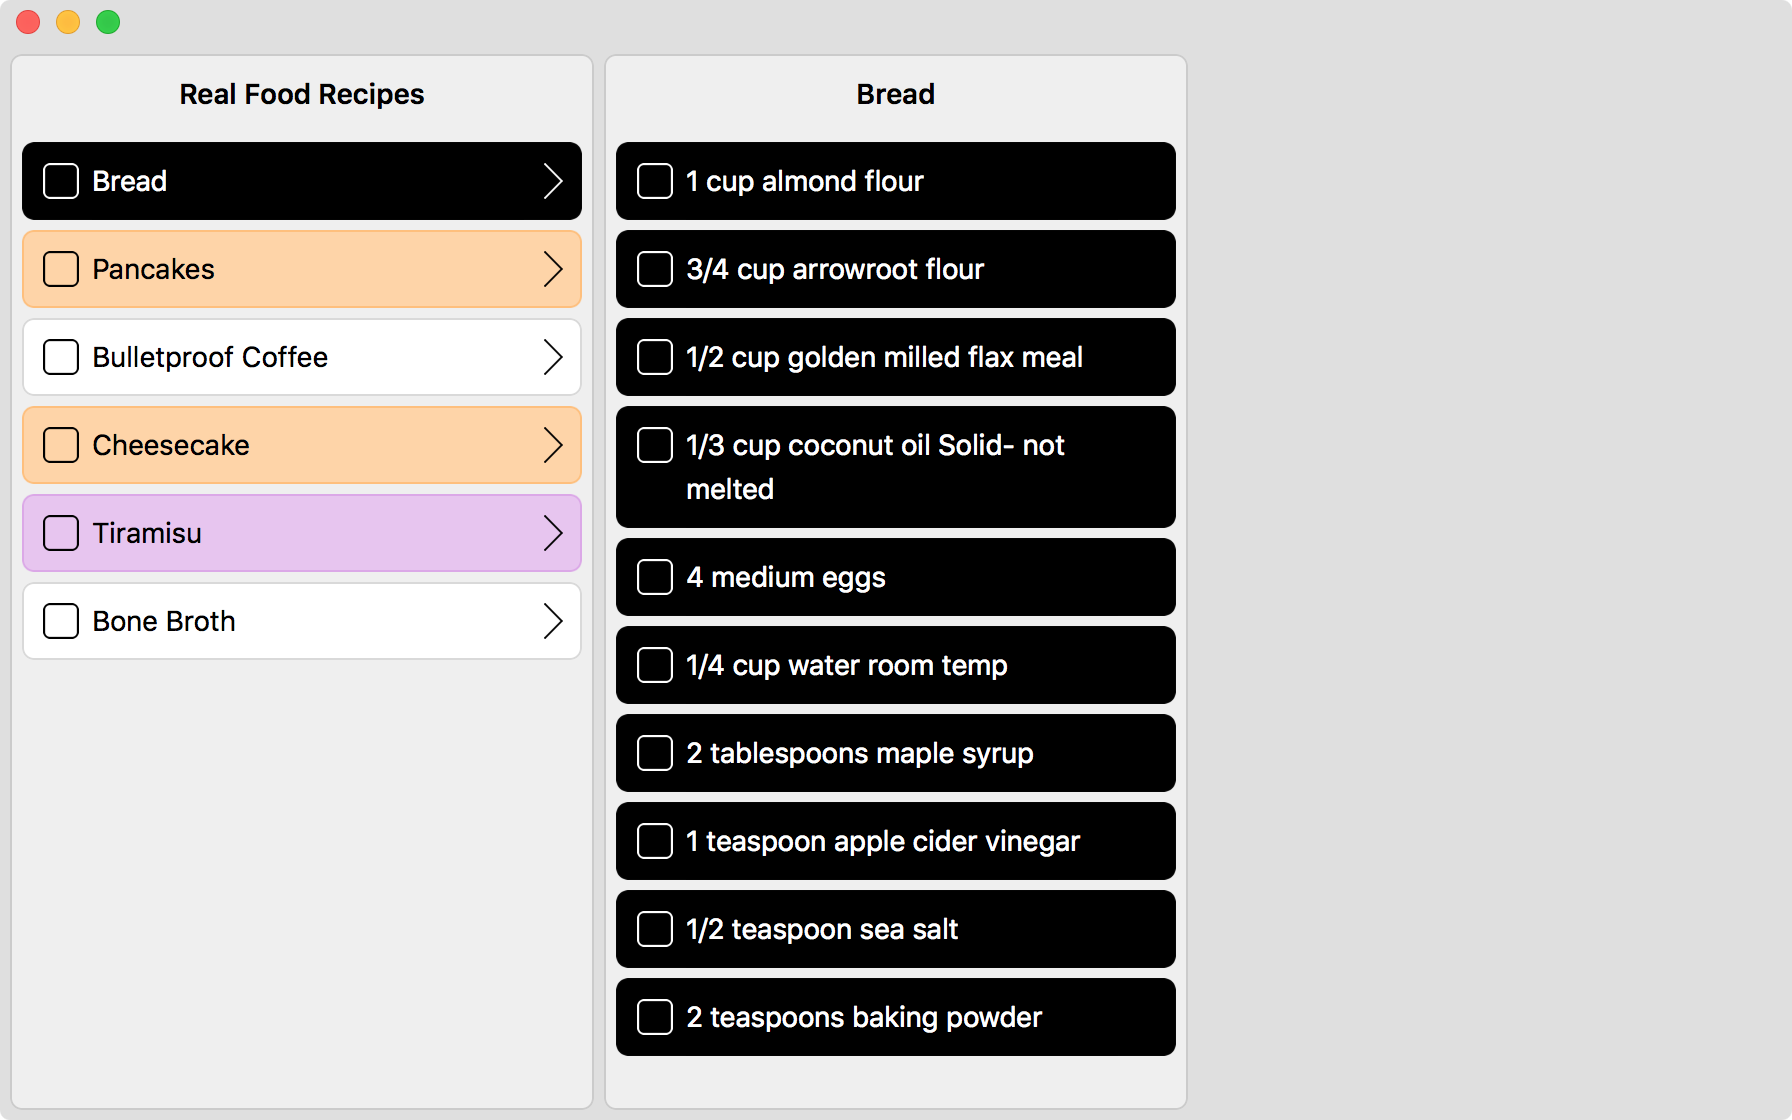 Real Food Recipes
Bread
Pancakes
Bulletproof Coffee
Cheesecake
Tiramisu
Bone Broth
Bread
1 cup almond flour
3/4 cup arrowroot flour
1/2 cup golden milled flax meal
1/3 cup coconut oil Solid- not
melted
4 medium eggs
1/4 cup water room temp
2 tablespoons maple syrup
1 teaspoon apple cider vinegar
1/2 teaspoon sea salt
2 teaspoons baking powder